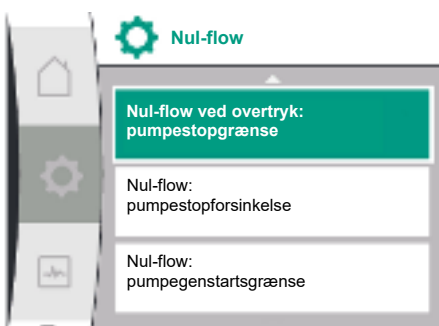 Nul-flow
Nul-flow ved overtryk:
pumpestopgrænse
Nul-flow:
pumpestopforsinkelse
Nul-flow:
pumpegenstartsgrænse